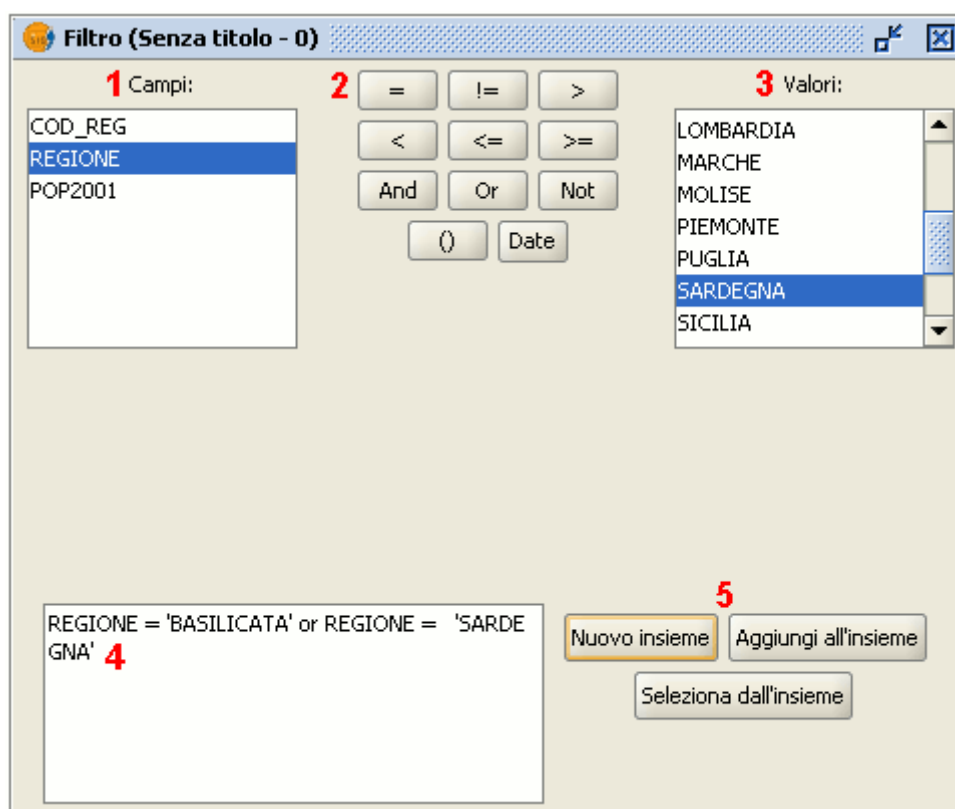 Filtro (Senza titolo - 0)
1 Campi:
COD_REG
REGIONE
POP2001
2 = != >
< <= >=
And Or Not
() Date
3 Valori:
LOMBARDIA
MARCHE
MOLISE
PIEMONTE
PUGLIA
SARDEGNA
SICILIA
REGIONE = 'BASILICATA' or REGIONE = 'SARDE
GNA' 4
5
Nuovo insieme Aggiungi all'insieme
Seleziona dall'insieme